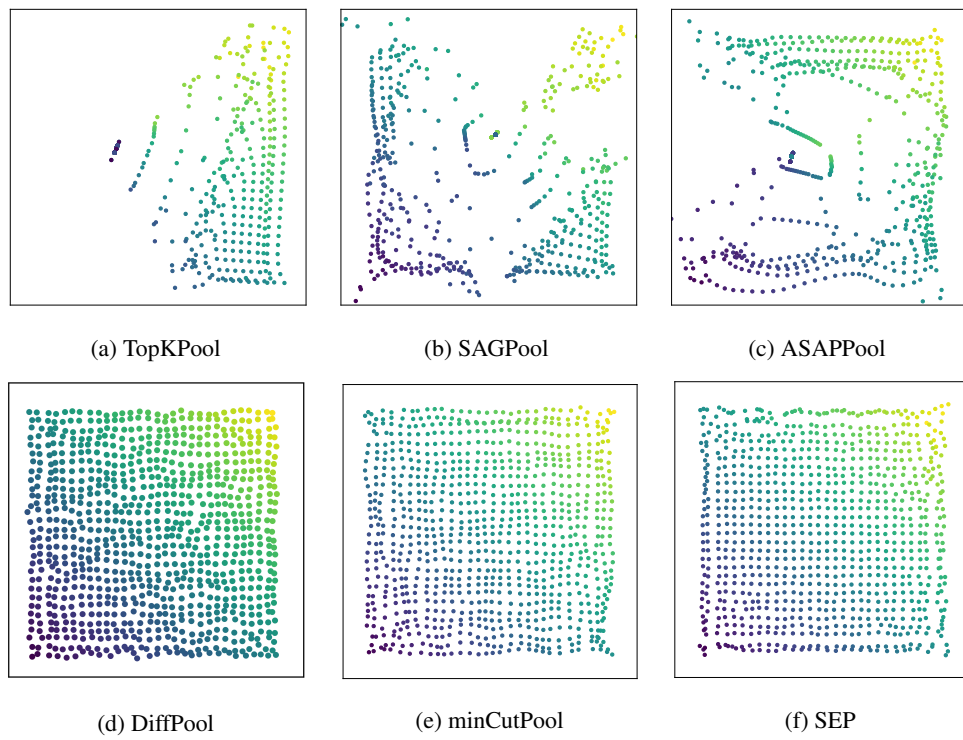 (a) TopKPool
(b) SAGPool
(c) ASAPPool
(d) DiffPool
(e) minCutPool
(f) SEP